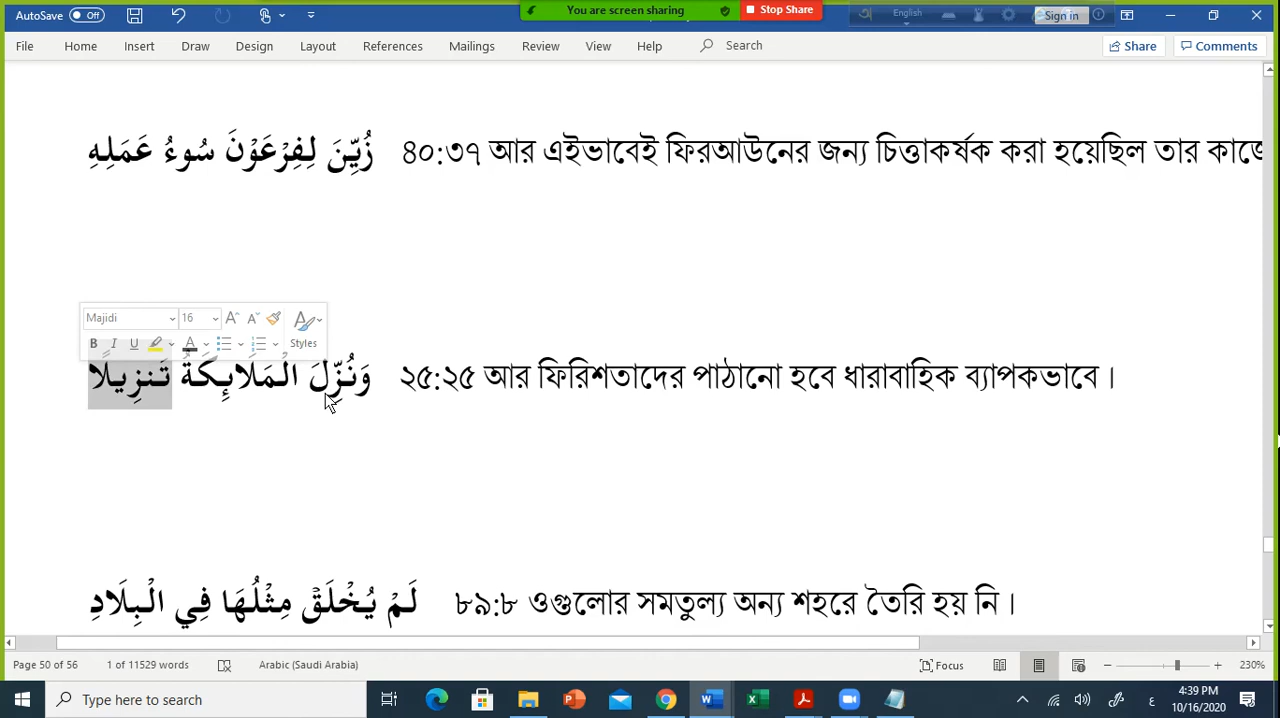 AutoSave Off
You are screen sharing Stop Share
English
Sign in
File Home Insert Draw Design Layout References Mailings Review View Help Search Share Comments
زُيِّنَ لِفِرْعَوْنَ سُوءُ عَمَلِهِ ৪০:৩৭ আর এইভাবেই ফিরআউনের জন্য চিত্তাকর্ষক করা হয়েছিল তার কাজে
Majidi 16
B I U A Styles
وَنُزِّلَ الْمَلَائِكَةُ تَنزِيلًا ২৫:২৫ আর ফিরিশতাদের পাঠানো হবে ধারাবাহিক ব্যাপকভাবে।
لَمْ يُخْلَقْ مِثْلُهَا فِي الْبِلَادِ ৮৯:৮ ওগুলোর সমতুল্য অন্য শহরে তৈরি হয় নি।
Page 50 of 56 1 of 11529 words Arabic (Saudi Arabia) Focus 230%
Type here to search ع 4:39 PM
10/16/2020